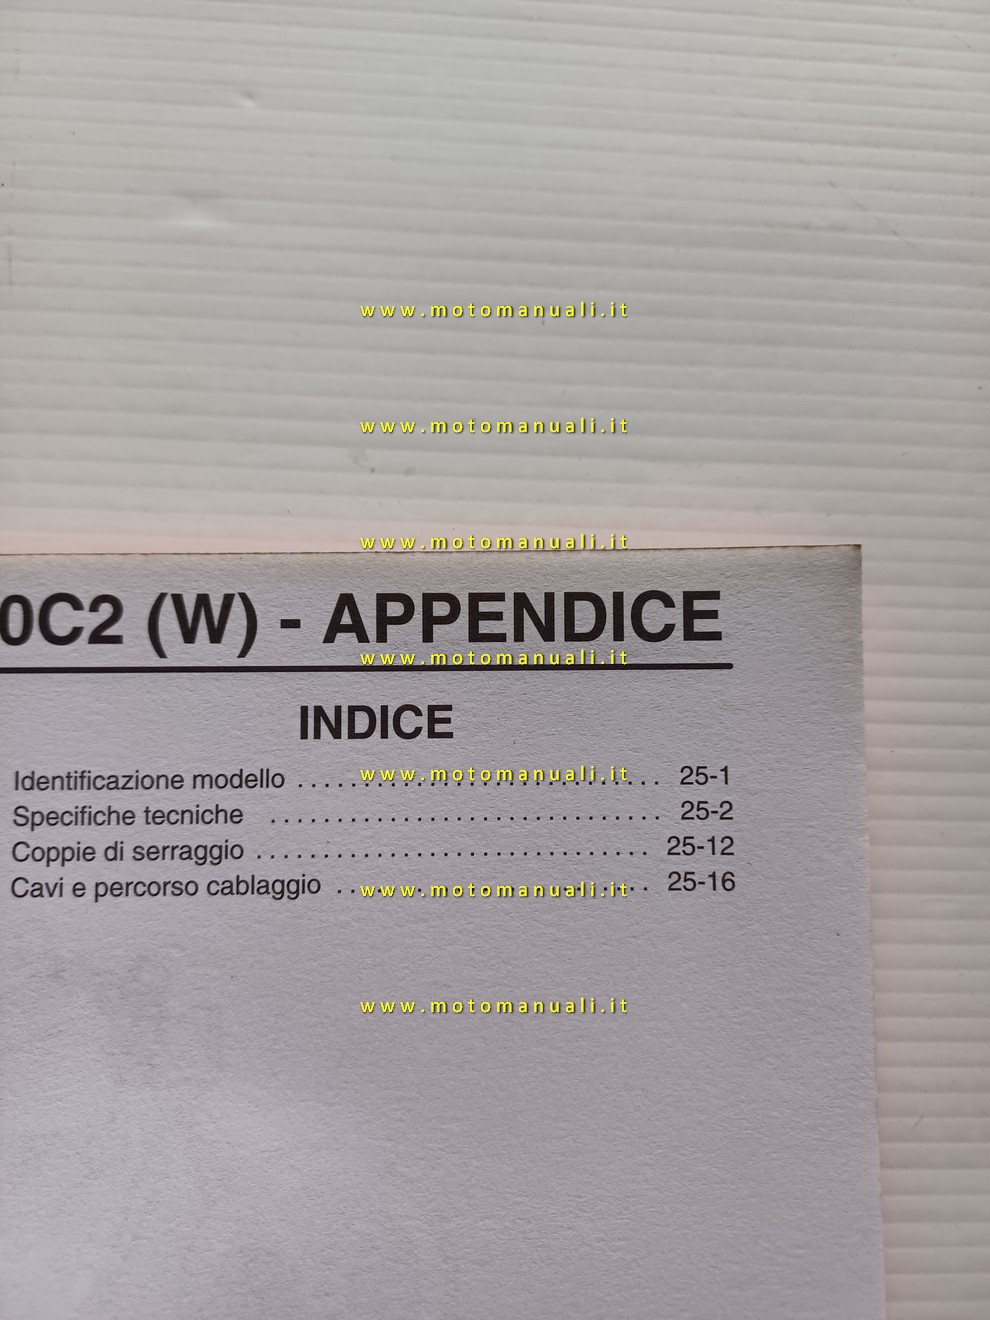 www.motomanuali.it
www.motomanuali.it
www.motomanuali.it
0C2 (W) - APPENDICE
www.motomanuali.it
INDICE
Identificazione modello .......................... 25-1
www.motomanuali.it
Specifiche tecniche .............................. 25-2
Coppie di serraggio .............................. 25-12
Cavi e percorso cablaggio ........................ 25-16
www.motomanuali.it
www.motomanuali.it